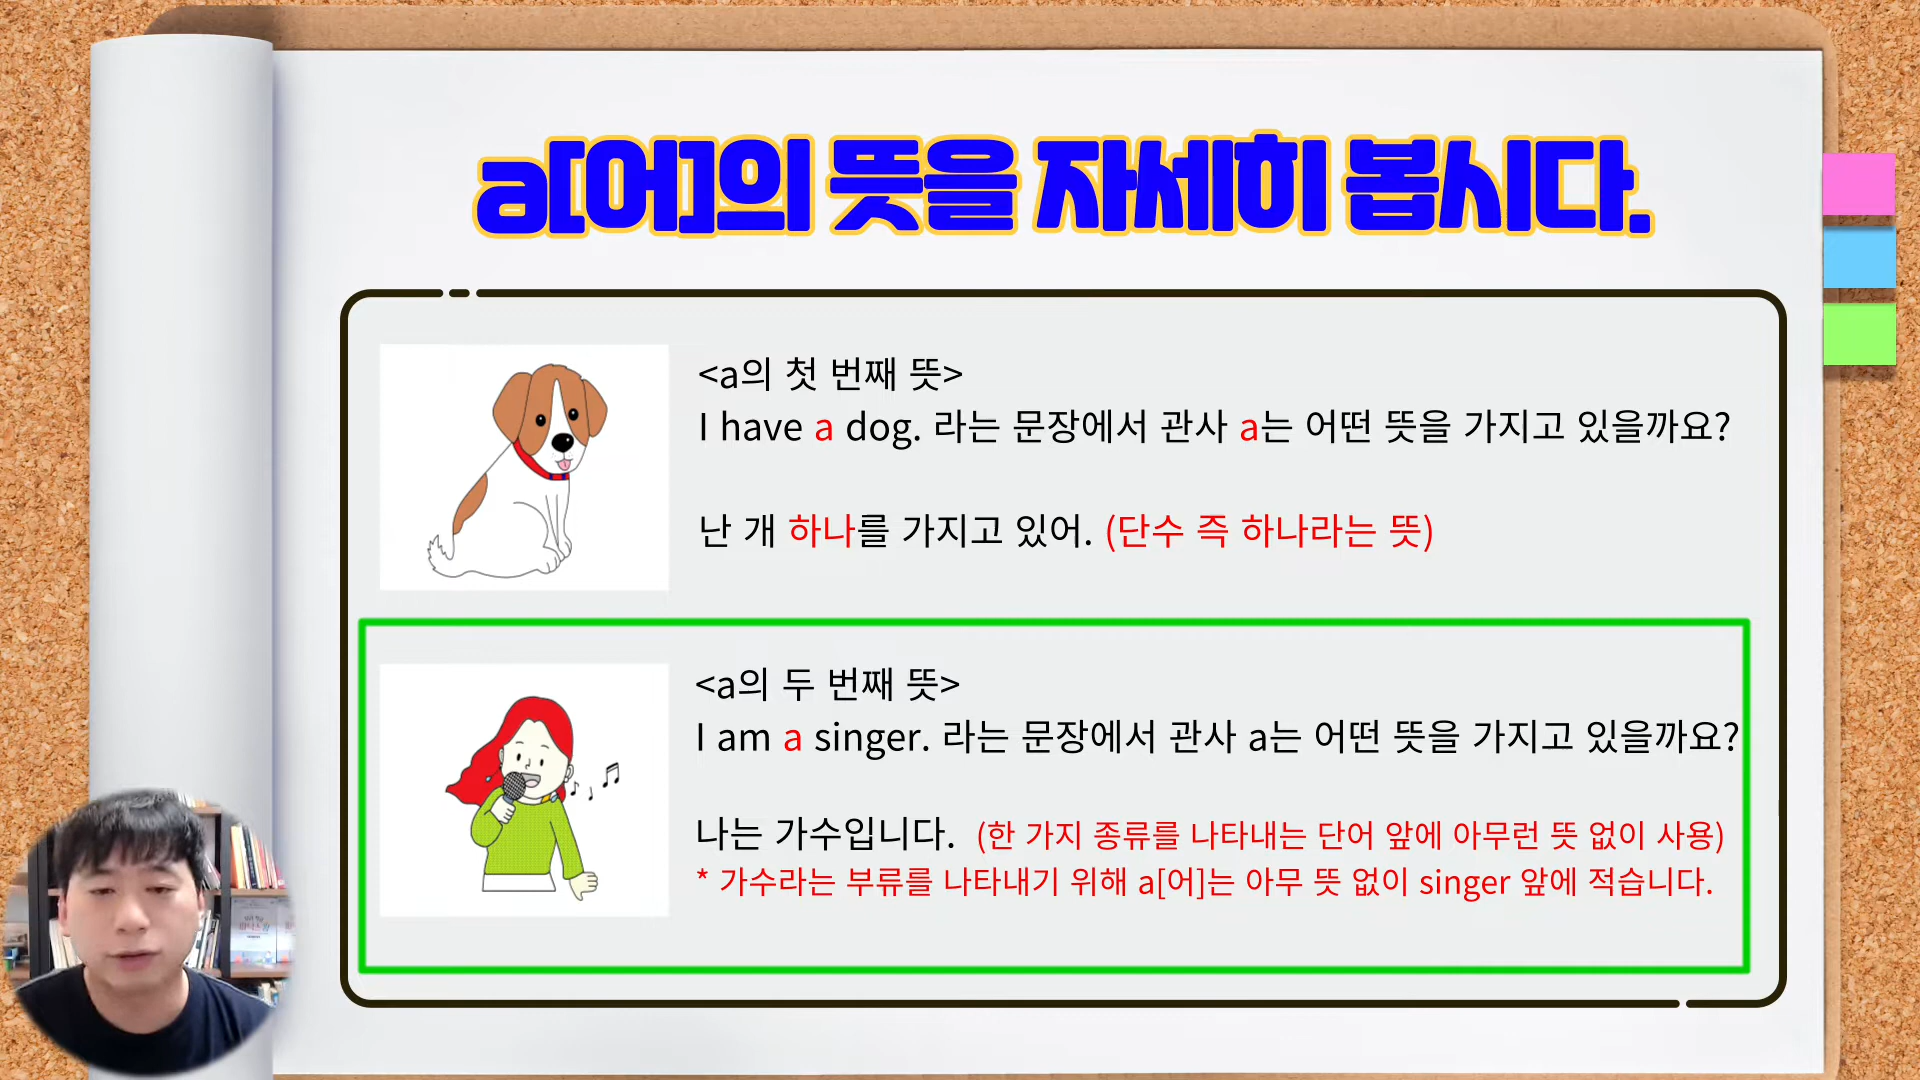 a[어]의 뜻을 자세히 봅시다.
<a의 첫 번째 뜻>
I have a dog. 라는 문장에서 관사 a는 어떤 뜻을 가지고 있을까요?
난 개 하나를 가지고 있어. (단수 즉 하나라는 뜻)
<a의 두 번째 뜻>
I am a singer. 라는 문장에서 관사 a는 어떤 뜻을 가지고 있을까요?
나는 가수입니다. (한 가지 종류를 나타내는 단어 앞에 아무런 뜻 없이 사용)
* 가수라는 부류를 나타내기 위해 a[어]는 아무 뜻 없이 singer 앞에 적습니다.